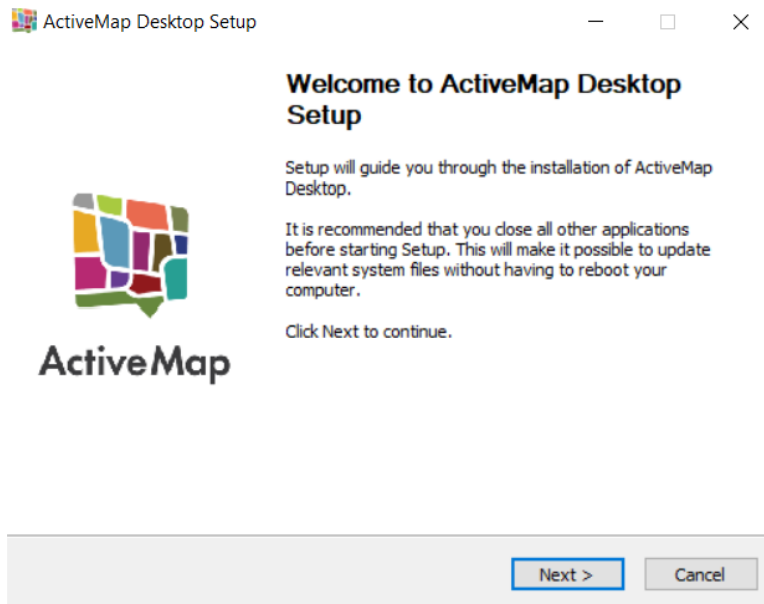 ActiveMap Desktop Setup
Welcome to ActiveMap Desktop
Setup
Setup will guide you through the installation of ActiveMap
Desktop.
It is recommended that you close all other applications
before starting Setup. This will make it possible to update
relevant system files without having to reboot your
computer.
Click Next to continue.
ActiveMap
Next >
Cancel